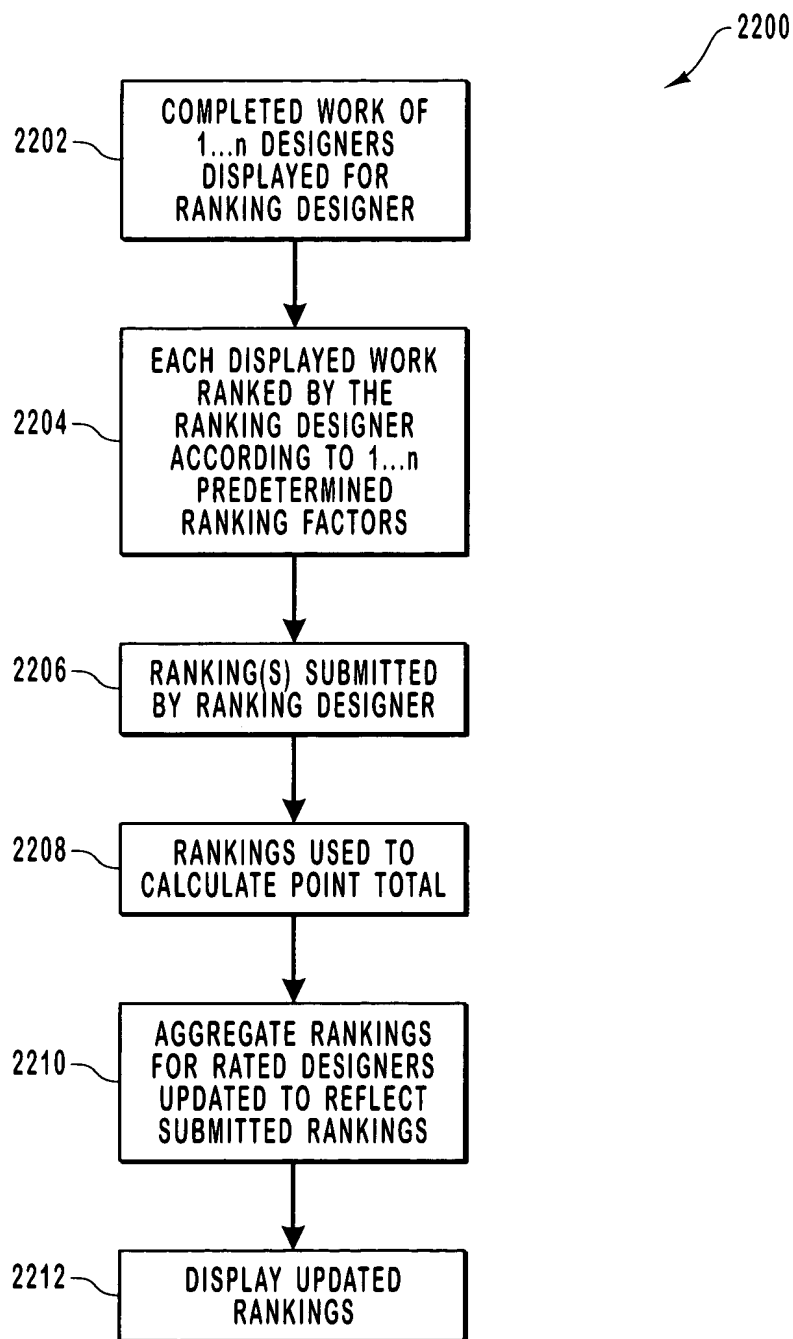 2200
2202
COMPLETED WORK OF
1...n DESIGNERS
DISPLAYED FOR
RANKING DESIGNER
2204
EACH DISPLAYED WORK
RANKED BY THE
RANKING DESIGNER
ACCORDING TO 1...n
PREDETERMINED
RANKING FACTORS
2206
RANKING(S) SUBMITTED
BY RANKING DESIGNER
2208
RANKINGS USED TO
CALCULATE POINT TOTAL
2210
AGGREGATE RANKINGS
FOR RATED DESIGNERS
UPDATED TO REFLECT
SUBMITTED RANKINGS
2212
DISPLAY UPDATED
RANKINGS